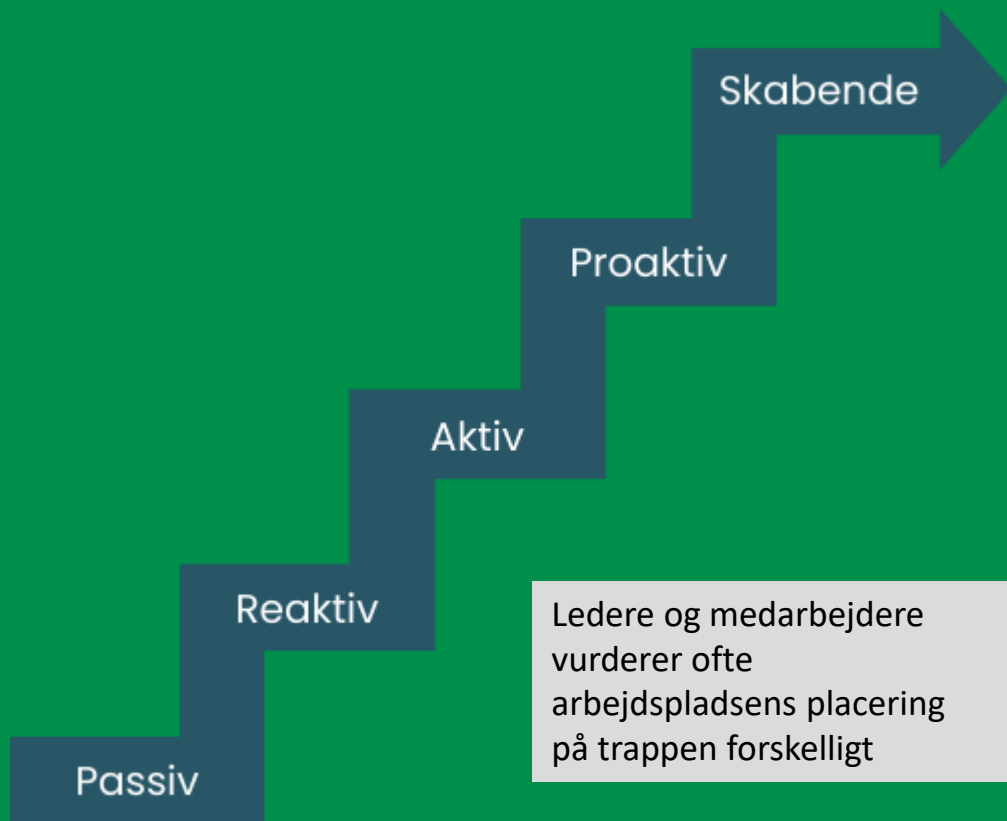 Skabende
Proaktiv
Aktiv
Reaktiv
Ledere og medarbejdere
vurderer ofte
arbejdspladsens placering
på trappen forskelligt
Passiv